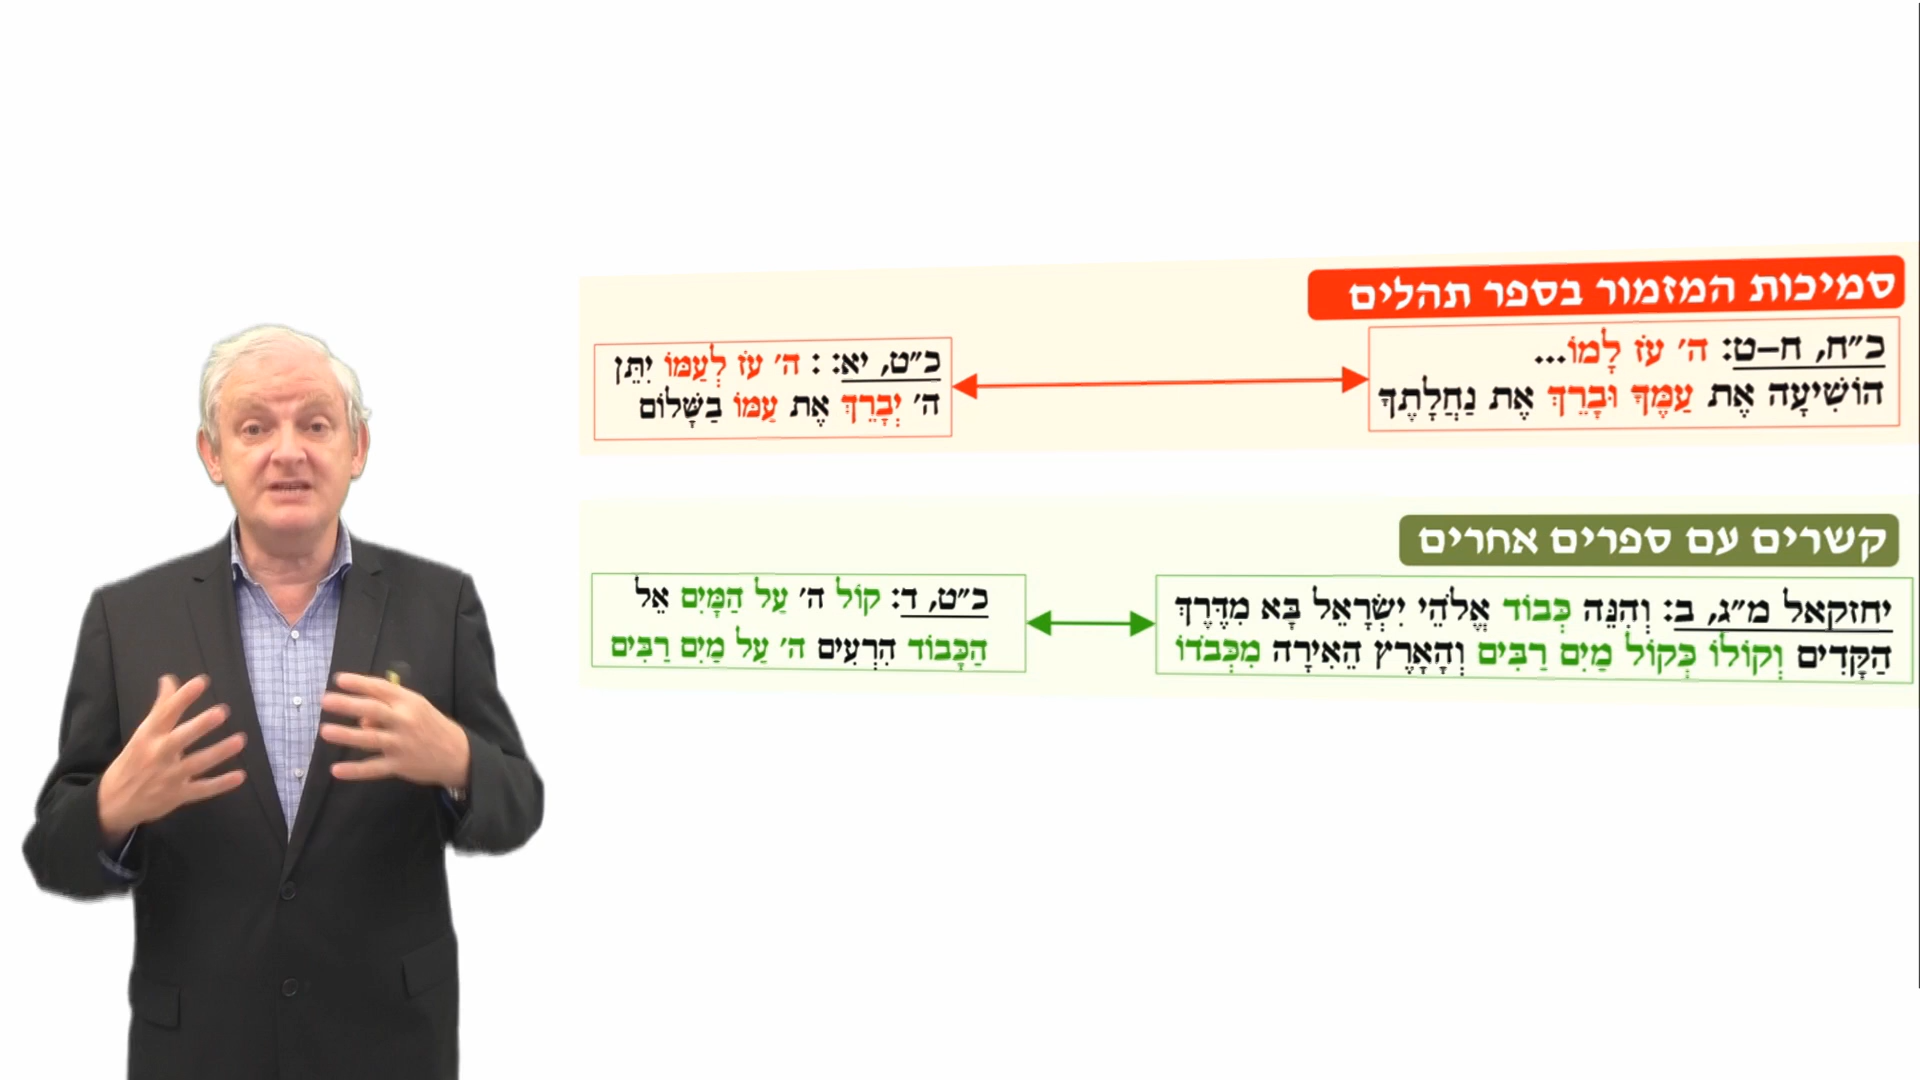 סמיכות המזמור בספר תהלים
כ״ח, ח–ט: ה׳ עֹז לָמוֹ...
הוֹשִׁיעָה אֶת עַמֶּךָ וּבָרֵךְ אֶת נַחֲלָתֶךָ
כ״ט, יא: : ה׳ עֹז לְעַמּוֹ יִתֵּן
ה׳ יְבָרֵךְ אֶת עַמּוֹ בַשָּׁלוֹם
קשרים עם ספרים אחרים
יחזקאל מ״ג, ב: וְהִנֵּה כְּבוֹד אֱלֹהֵי יִשְׂרָאֵל בָּא מִדֶּרֶךְ
הַקָּדִים וְקוֹלוֹ כְּקוֹל מַיִם רַבִּים וְהָאָרֶץ הֵאִירָה מִכְּבֹדוֹ
כ״ט, ד: קוֹל ה׳ עַל הַמָּיִם אֵל
הַכָּבוֹד הִרְעִים ה׳ עַל מַיִם רַבִּים